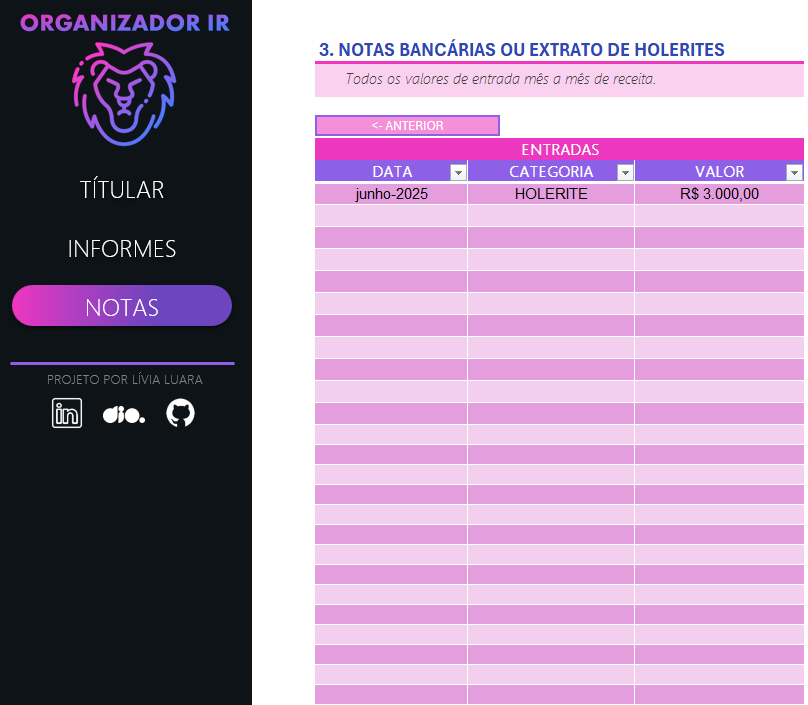 ORGANIZADOR IR
TÍTULAR
INFORMES
NOTAS
PROJETO POR LÍVIA LUARA
in
dio.
3. NOTAS BANCÁRIAS OU EXTRATO DE HOLERITES
Todos os valores de entrada mês a mês de receita.
<- ANTERIOR
ENTRADAS
DATA CATEGORIA VALOR
junho-2025 HOLERITE R$ 3.000,00